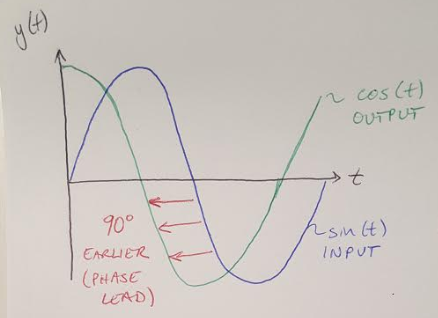 y(t)
~ cos(t)
OUTPUT
t
90°
EARLIER
(PHASE
LEAD)
~ sin(t)
INPUT